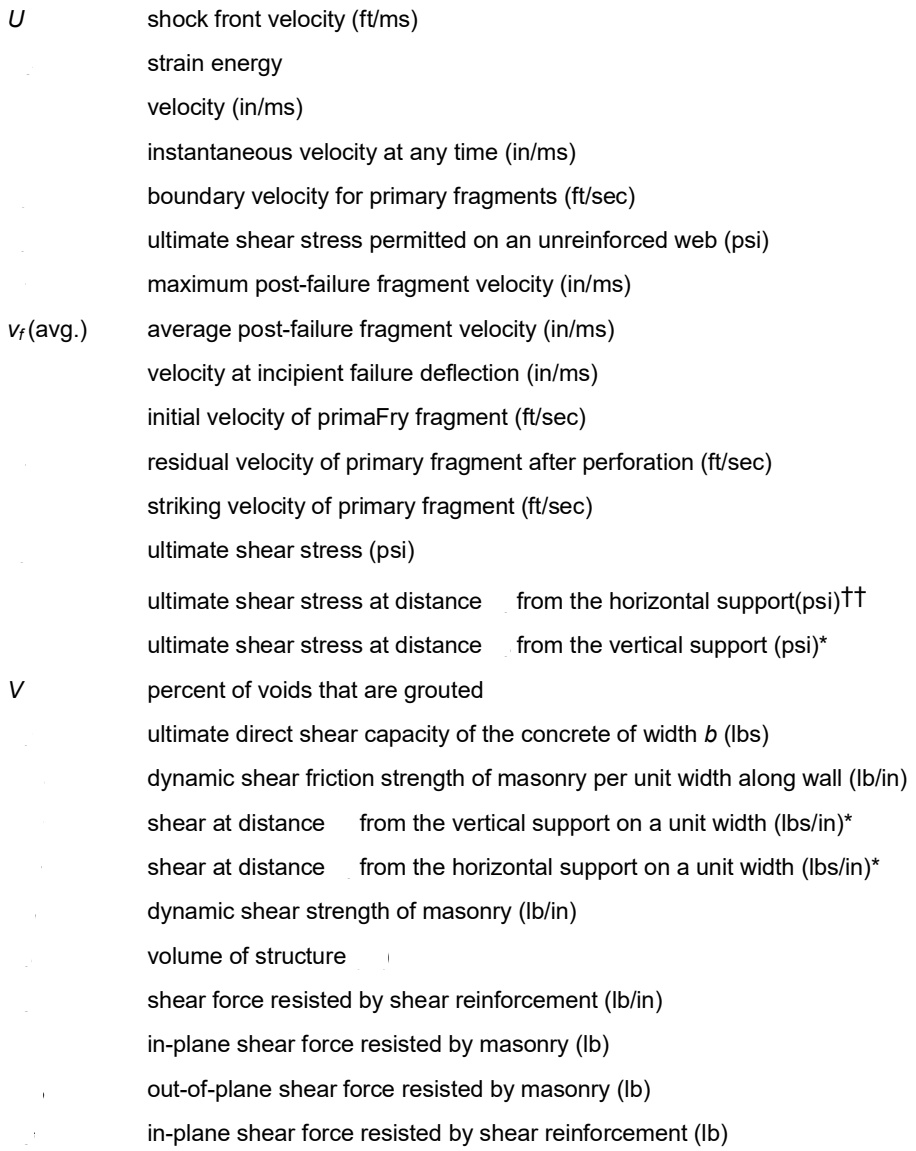 U shock front velocity (ft/ms)
strain energy
velocity (in/ms)
instantaneous velocity at any time (in/ms)
boundary velocity for primary fragments (ft/sec)
ultimate shear stress permitted on an unreinforced web (psi)
maximum post-failure fragment velocity (in/ms)
vf (avg.) average post-failure fragment velocity (in/ms)
velocity at incipient failure deflection (in/ms)
initial velocity of primaFry fragment (ft/sec)
residual velocity of primary fragment after perforation (ft/sec)
striking velocity of primary fragment (ft/sec)
ultimate shear stress (psi)
ultimate shear stress at distance from the horizontal support(psi)††
ultimate shear stress at distance from the vertical support (psi)*
V percent of voids that are grouted
ultimate direct shear capacity of the concrete of width b (lbs)
dynamic shear friction strength of masonry per unit width along wall (lb/in)
shear at distance from the vertical support on a unit width (lbs/in)*
shear at distance from the horizontal support on a unit width (lbs/in)*
dynamic shear strength of masonry (lb/in)
volume of structure )
shear force resisted by shear reinforcement (lb/in)
in-plane shear force resisted by masonry (lb)
out-of-plane shear force resisted by masonry (lb)
in-plane shear force resisted by shear reinforcement (lb)